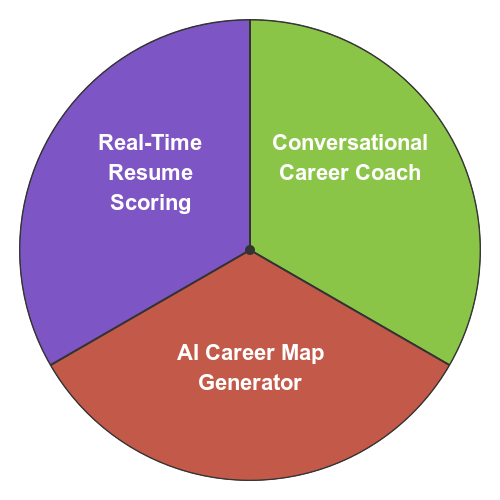 Real-Time
Resume
Scoring
Conversational
Career Coach
AI Career Map
Generator